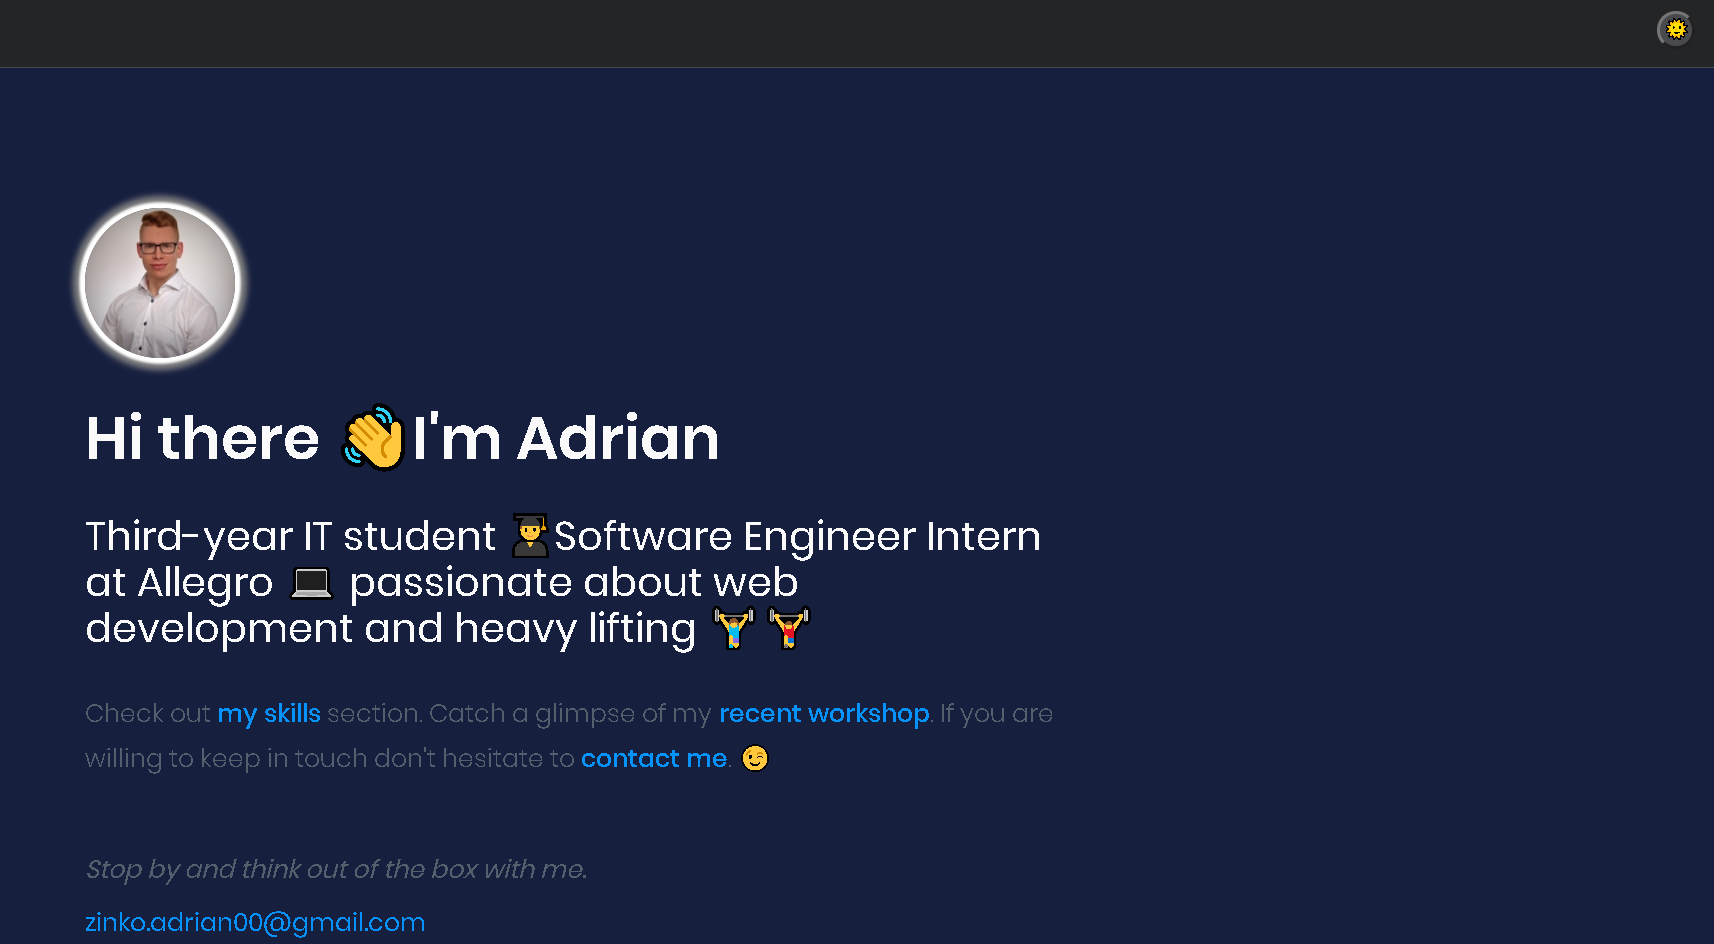 Hi there 👋 I'm Adrian
Third-year IT student 👨‍🎓 Software Engineer Intern
at Allegro 💻 passionate about web
development and heavy lifting 🏋️‍♀️ 🏋️
Check out my skills section. Catch a glimpse of my recent workshop. If you are
willing to keep in touch don't hesitate to contact me. 😉
Stop by and think out of the box with me.
zinko.adrian00@gmail.com